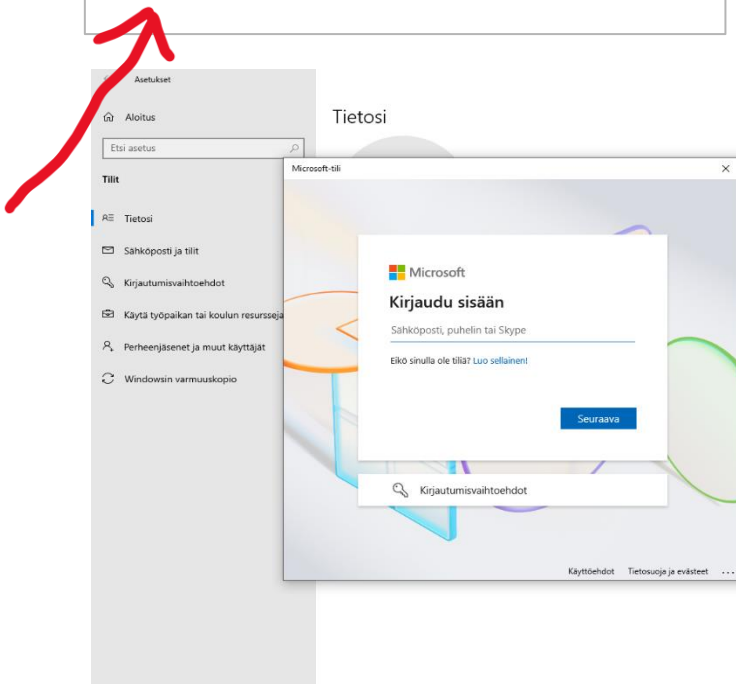 Asetukset
Aloitus
Tietosi
Etsi asetus
Tilit
Tietosi
Sähköposti ja tilit
Kirjautumisvaihtoehdot
Käytä työpaikan tai koulun resursseja
Perheenjäsenet ja muut käyttäjät
Windowsin varmuuskopio
Microsoft-tili
Microsoft
Kirjaudu sisään
Sähköposti, puhelin tai Skype
Eikö sinulla ole tiliä? Luo sellainen!
Seuraava
Kirjautumisvaihtoehdot
Käyttöehdot Tietosuoja ja evästeet ...